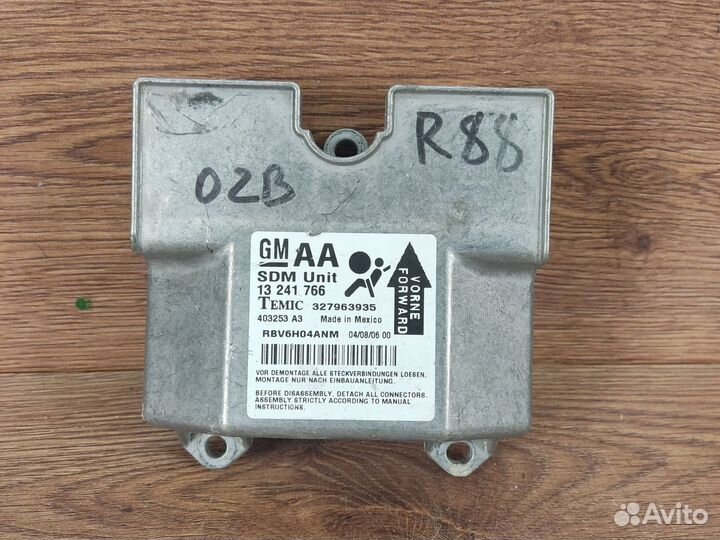 R88
02B
GM AA
SDM Unit
13 241 766
TEMIC 327963935
403253 A3 Made in Mexico
RBV6H04ANM 04/08/06 00
VORNE
FORWARD
VOR DEMONTAGE ALLE STECKVERBINDUNGEN LOESEN.
MONTAGE NUR NACH EINBAUANLEITUNG.
BEFORE DISASSEMBLY, DETACH ALL CONNECTORS.
ASSEMBLY STRICTLY ACCORDING TO MANUAL
INSTRUCTIONS.
Avito